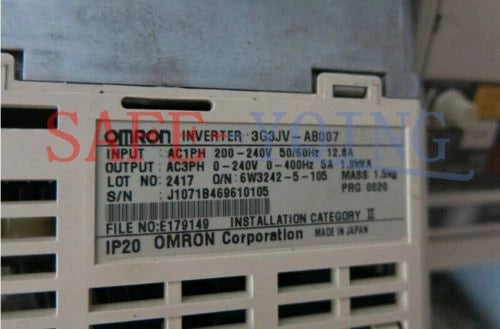 OMRON INVERTER 3G3JV-AB007
INPUT : AC1PH 200-240V 50/60Hz 12.8A
OUTPUT : AC3PH 0-240V 0-400Hz 5A 1.9kVA
LOT NO: 2417 O/N: 6W3242-5-105 MASS: 1.5kg
S/N : J1071B469610105 PRG 0020
FILE NO:E179149 INSTALLATION CATEGORY II
IP20 OMRON Corporation MADE IN JAPAN